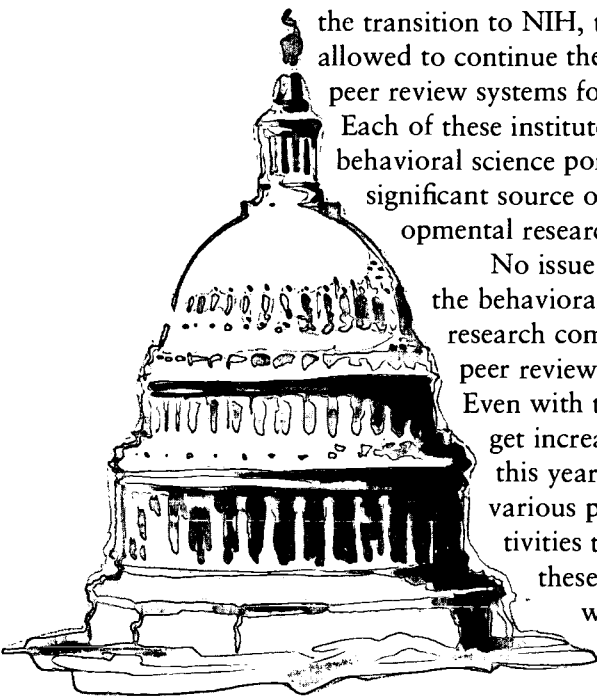 the transition to NIH, t
allowed to continue the
peer review systems fo
Each of these institut
behavioral science po
significant source o
opmental researc
No issue
the behaviora
research com
peer review
Even with t
get increa
this year
various p
tivities t
these
w